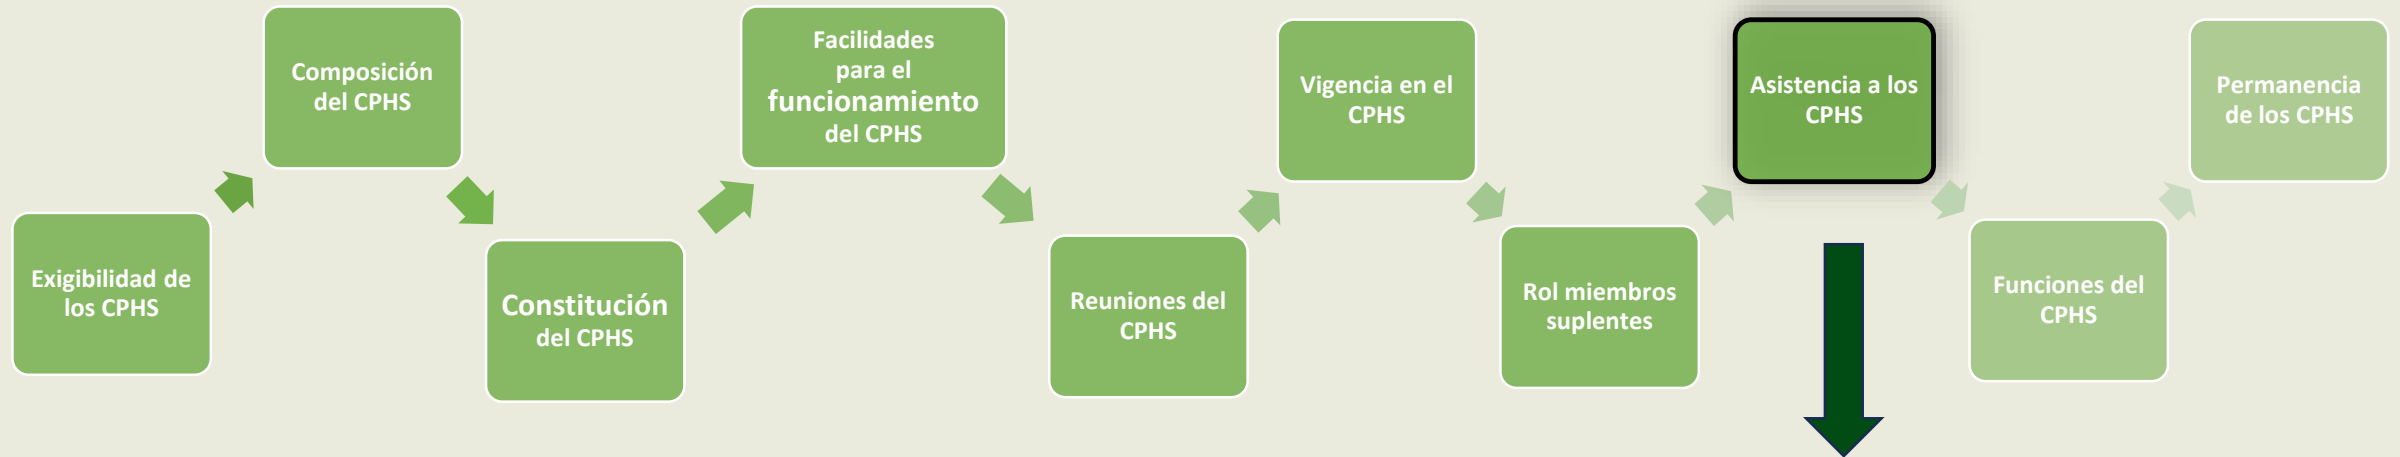 Exigibilidad de
los CPHS
Composición
del CPHS
Constitución
del CPHS
Facilidades
para el
funcionamiento
del CPHS
Reuniones del
CPHS
Vigencia en el
CPHS
Rol miembros
suplentes
Asistencia a los
CPHS
Funciones del
CPHS
Permanencia
de los CPHS